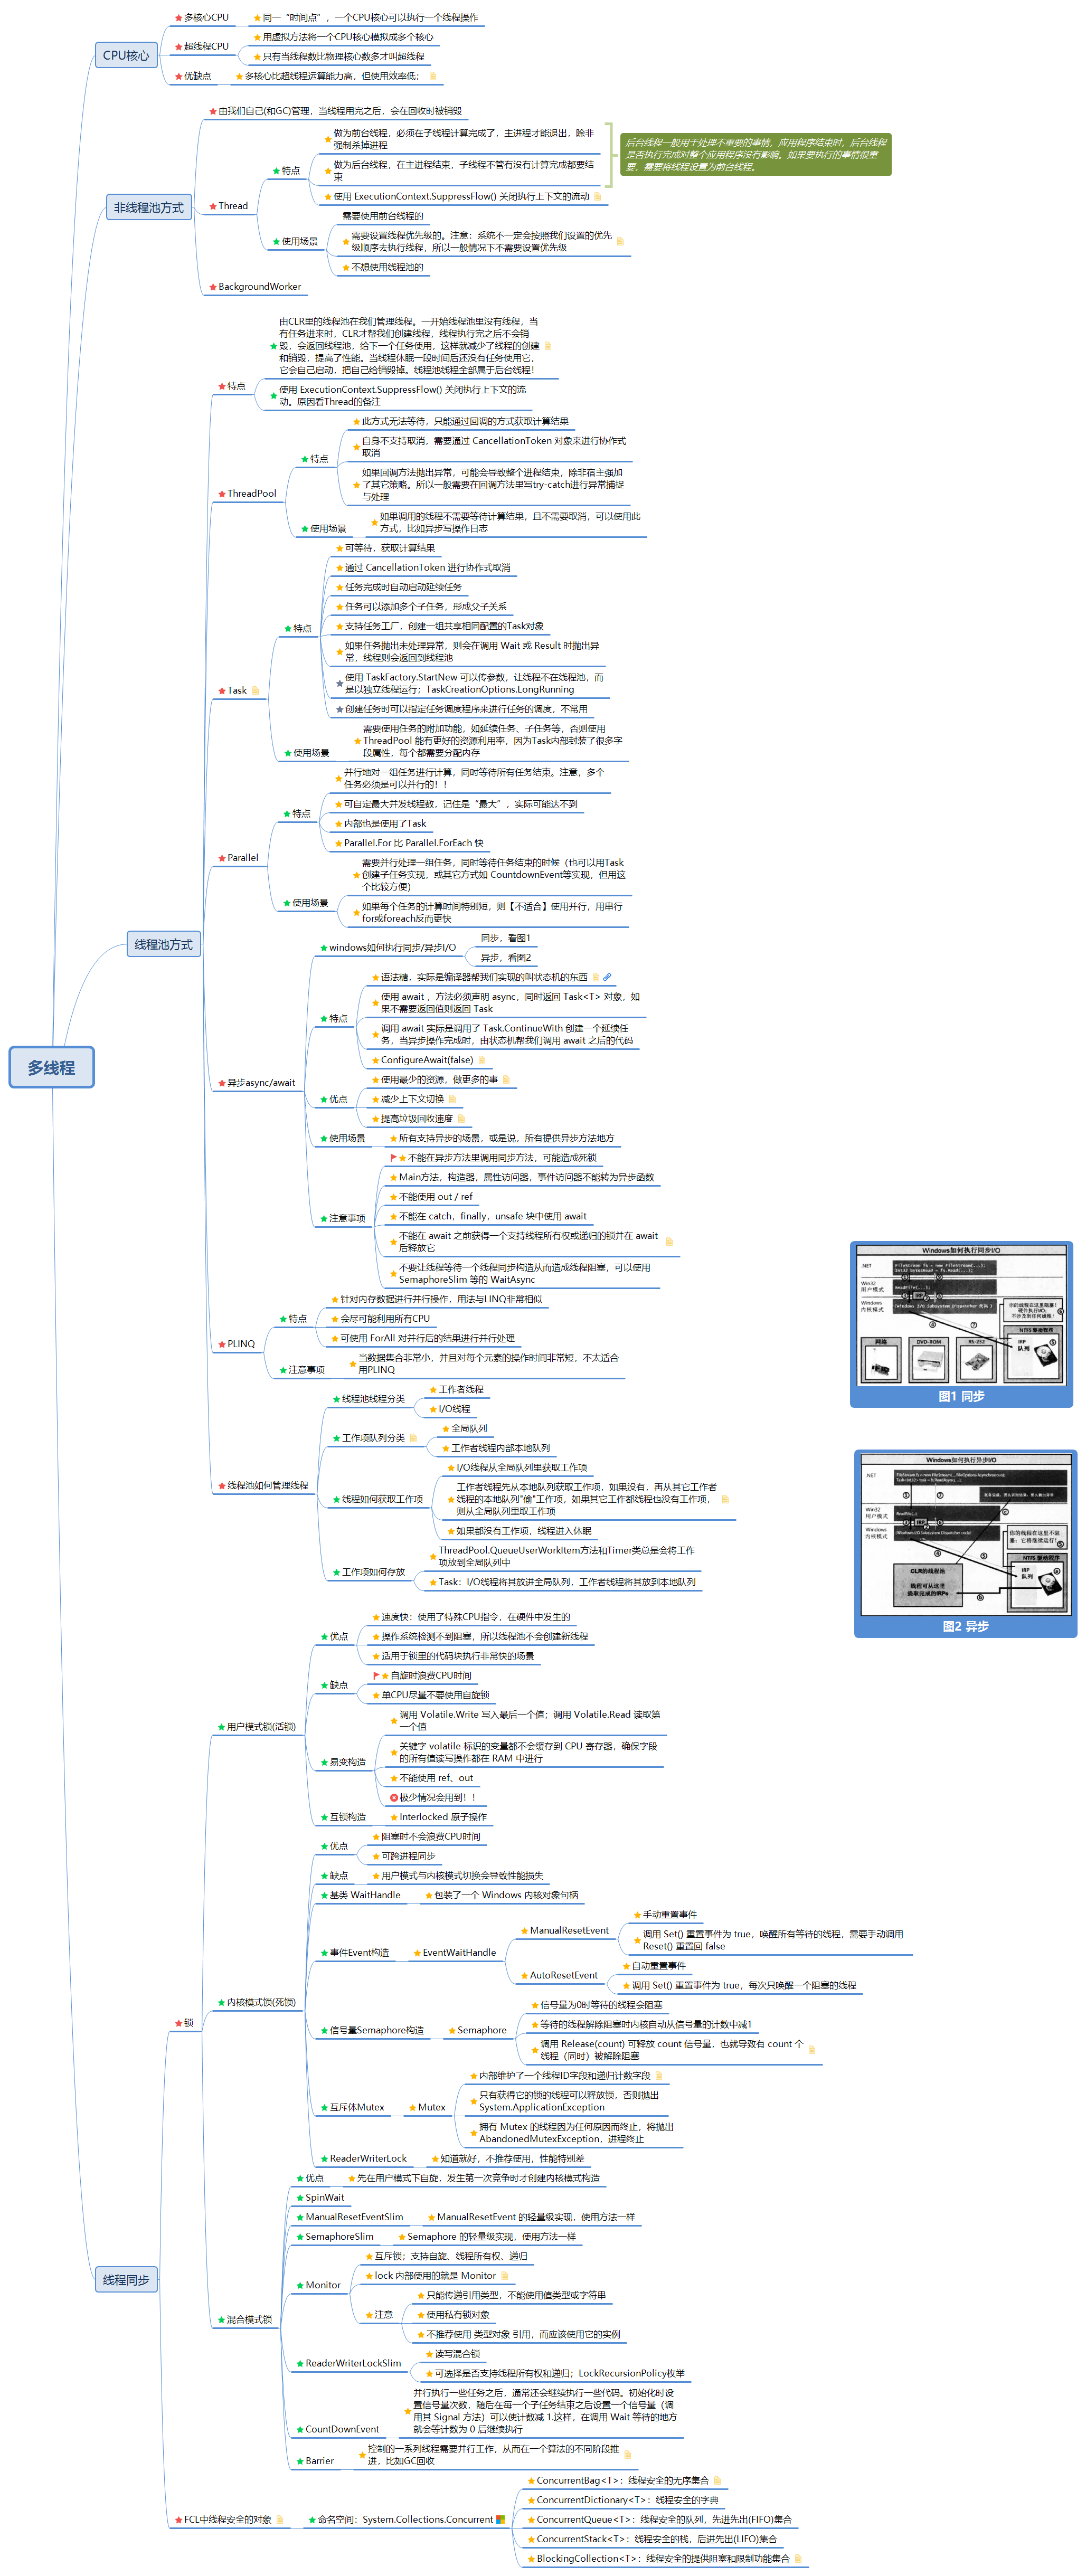 多线程
CPU核心
多核心CPU
同一“时间点”，一个CPU核心可以执行一个线程操作
超线程CPU
用虚拟方法将一个CPU核心模拟成多个核心
只有当线程数比物理核心数多才叫超线程
优缺点
多核心比超线程运算能力高，但使用效率低；
非线程池方式
由我们自己(和GC)管理，当线程用完之后，会在回收时被销毁
Thread
特点
做为前台线程，必须在子线程计算完成了，主进程才能退出，除非
强制杀掉进程
做为后台线程，在主进程结束，子线程不管有没有计算完成都要结
束
后台线程一般用于处理不重要的事情，应用程序结束时，后台线程
是否执行完成对整个应用程序没有影响。如果要执行的事情很重
要，需要将线程设置为前台线程。
使用 ExecutionContext.SuppressFlow() 关闭执行上下文的流动
使用场景
需要使用前台线程的
需要设置线程优先级的。注意：系统不一定会按照我们设置的优先
级顺序去执行线程，所以一般情况下不需要设置优先级
不想使用线程池的
BackgroundWorker
线程池方式
特点
由CLR里的线程池在我们管理线程。一开始线程池里没有线程，当
有任务进来时，CLR才帮我们创建线程，线程执行完之后不会销
毁，会返回线程池，给下一个任务使用，这样就减少了线程的创建
和销毁，提高了性能。当线程休眠一段时间后还没有任务使用它，
它会自己启动，把自己给销毁掉。线程池线程全部属于后台线程！
使用 ExecutionContext.SuppressFlow() 关闭执行上下文的流
动。原因看Thread的备注
ThreadPool
特点
此方式无法等待，只能通过回调的方式获取计算结果
自身不支持取消，需要通过 CancellationToken 对象来进行协作式
取消
如果回调方法抛出异常，可能会导致整个进程结束，除非宿主强加
了其它策略。所以一般需要在回调方法里写try-catch进行异常捕捉
与处理
使用场景
如果调用的线程不需要等待计算结果，且不需要取消，可以使用此
方式，比如异步写操作日志
Task
特点
可等待，获取计算结果
通过 CancellationToken 进行协作式取消
任务完成时自动启动延续任务
任务可以添加多个子任务，形成父子关系
支持任务工厂，创建一组共享相同配置的Task对象
如果任务抛出未处理异常，则会在调用 Wait 或 Result 时抛出异
常，线程则会返回到线程池
使用 TaskFactory.StartNew 可以传参数，让线程不在线程池，而
是以独立线程运行；TaskCreationOptions.LongRunning
创建任务时可以指定任务调度程序来进行任务的调度，不常用
使用场景
需要使用任务的附加功能，如延续任务、子任务等，否则使用
ThreadPool 能有更好的资源利用率，因为Task内部封装了很多字
段属性，每个都需要分配内存
Parallel
特点
并行地对一组任务进行计算，同时等待所有任务结束。注意，多个
任务必须是可以并行的！！
可自定最大并发线程数，记住是“最大”，实际可能达不到
内部也是使用了Task
Parallel.For 比 Parallel.ForEach 快
使用场景
需要并行处理一组任务，同时等待任务结束的时候（也可以用Task
创建子任务实现，或其它方式如 CountdownEvent等实现，但用这
个比较方便）
如果每个任务的计算时间特别短，则【不适合】使用并行，用串行
for或foreach反而更快
异步async/await
windows如何执行同步/异步I/O
同步，看图1
异步，看图2
特点
语法糖，实际是编译器帮我们实现的叫状态机的东西
使用 await ，方法必须声明 async，同时返回 Task<T> 对象，如
果不需要返回值则返回 Task
调用 await 实际是调用了 Task.ContinueWith 创建一个延续任
务，当异步操作完成时，由状态机帮我们调用 await 之后的代码
ConfigureAwait(false)
优点
使用最少的资源，做更多的事
减少上下文切换
提高垃圾回收速度
使用场景
所有支持异步的场景，或是说，所有提供异步方法地方
注意事项
不能在异步方法里调用同步方法，可能造成死锁
Main方法，构造器，属性访问器，事件访问器不能转为异步函数
不能使用 out / ref
不能在 catch，finally，unsafe 块中使用 await
不能在 await 之前获得一个支持线程所有权或递归的锁并在 await
后释放它
不要让线程等待一个线程同步构造从而造成线程阻塞，可以使用
SemaphoreSlim 等的 WaitAsync
PLINQ
特点
针对内存数据进行并行操作，用法与LINQ非常相似
会尽可能利用所有CPU
可使用 ForAll 对并行后的结果进行并行处理
注意事项
当数据集合非常小，并且对每个元素的操作时间非常短，不太适合
用PLINQ
线程池如何管理线程
线程池线程分类
工作者线程
I/O线程
工作项队列分类
全局队列
工作者线程内部本地队列
线程如何获取工作项
I/O线程从全局队列里获取工作项
工作者线程先从本地队列获取工作项，如果没有，再从其它工作者
线程的本地队列"偷"工作项，如果其它工作都线程也没有工作项，
则从全局队列里取工作项
如果都没有工作项，线程进入休眠
工作项如何存放
ThreadPool.QueueUserWorkItem方法和Timer类总是会将工作
项放到全局队列中
Task：I/O线程将其放进全局队列，工作者线程将其放到本地队列
Windows如何执行同步I/O
.NET
Win32
用户模式
Windows
内核模式
网络
DVD-ROM
RS-232
NTFS 驱动程序
IRP
队列
图1 同步
Windows如何执行异步I/O
.NET
Win32
用户模式
Windows
内核模式
你的线程在这里不阻
塞；它将继续运行！
NTFS 驱动程序
IRP
队列
CLR的线程池
线程可从这里
提取完成的IRPs
图2 异步
线程同步
锁
用户模式锁(活锁)
优点
速度快：使用了特殊CPU指令，在硬件中发生的
操作系统检测不到阻塞，所以线程池不会创建新线程
适用于锁里的代码块执行非常快的场景
缺点
自旋时浪费CPU时间
单CPU尽量不要使用自旋锁
易变构造
调用 Volatile.Write 写入最后一个值；调用 Volatile.Read 读取第
一个值
关键字 volatile 标识的变量都不会缓存到 CPU 寄存器，确保字段
的所有值读写操作都在 RAM 中进行
不能使用 ref、out
极少情况会用到！！
互锁构造
Interlocked 原子操作
内核模式锁(死锁)
优点
阻塞时不会浪费CPU时间
可跨进程同步
缺点
用户模式与内核模式切换会导致性能损失
基类 WaitHandle
包装了一个 Windows 内核对象句柄
事件Event构造
EventWaitHandle
ManualResetEvent
手动重置事件
调用 Set() 重置事件为 true，唤醒所有等待的线程，需要手动调用
Reset() 重置回 false
AutoResetEvent
自动重置事件
调用 Set() 重置事件为 true，每次只唤醒一个阻塞的线程
信号量Semaphore构造
Semaphore
信号量为0时等待的线程会阻塞
等待的线程解除阻塞时内核自动从信号量的计数中减1
调用 Release(count) 可释放 count 信号量，也就导致有 count 个
线程（同时）被解除阻塞
互斥体Mutex
Mutex
内部维护了一个线程ID字段和递归计数字段
只有获得它的锁的线程可以释放锁，否则抛出
System.ApplicationException
拥有 Mutex 的线程因为任何原因而终止，将抛出
AbandonedMutexException，进程终止
ReaderWriterLock
知道就好，不推荐使用，性能特别差
混合模式锁
优点
先在用户模式下自旋，发生第一次竞争时才创建内核模式构造
SpinWait
ManualResetEventSlim
ManualResetEvent 的轻量级实现，使用方法一样
SemaphoreSlim
Semaphore 的轻量级实现，使用方法一样
Monitor
互斥锁；支持自旋、线程所有权、递归
lock 内部使用的就是 Monitor
注意
只能传递引用类型，不能使用值类型或字符串
使用私有锁对象
不推荐使用 类型对象 引用，而应该使用它的实例
ReaderWriterLockSlim
读写混合锁
可选择是否支持线程所有权和递归；LockRecursionPolicy枚举
CountDownEvent
并行执行一些任务之后，通常还会继续执行一些代码。初始化时设
置信号量次数，随后在每一个子任务结束之后设置一个信号量（调
用其 Signal 方法）可以使计数减 1.这样，在调用 Wait 等待的地方
就会等计数为 0 后继续执行
Barrier
控制的一系列线程需要并行工作，从而在一个算法的不同阶段推
进，比如GC回收
FCL中线程安全的对象
命名空间：System.Collections.Concurrent
ConcurrentBag<T>：线程安全的无序集合
ConcurrentDictionary<T>：线程安全的字典
ConcurrentQueue<T>：线程安全的队列，先进先出(FIFO)集合
ConcurrentStack<T>：线程安全的栈，后进先出(LIFO)集合
BlockingCollection<T>：线程安全的提供阻塞和限制功能集合